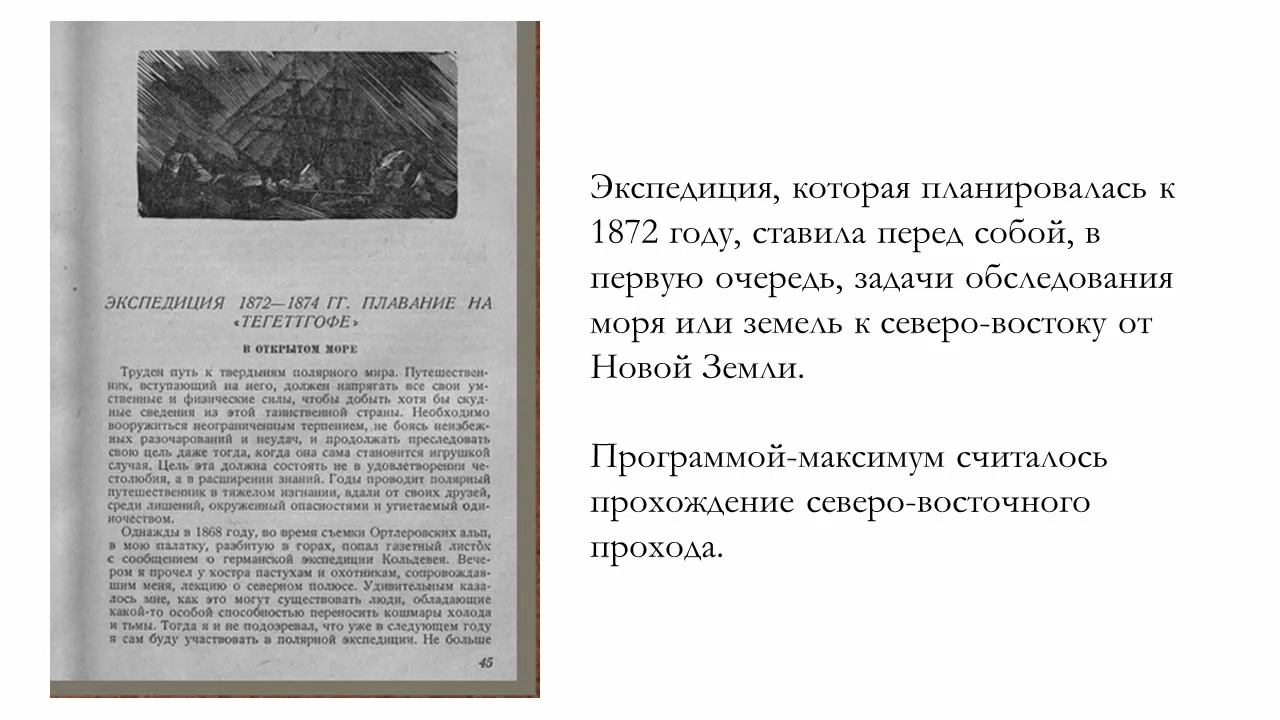 ЭКСПЕДИЦИЯ 1872—1874 ГГ. ПЛАВАНИЕ НА
«ТЕГЕТТГОФЕ»
В ОТКРЫТОМ МОРЕ
Труден путь к твердыням полярного мира. Путешествен-
ник, вступающий на него, должен напрягать все свои ум-
ственные и физические силы, чтобы добыть хотя бы скуд-
ные сведения из этой таинственной страны. Необходимо
вооружиться неограниченным терпением, не боясь неизбеж-
ных разочарований и неудач, и продолжать преследовать
свою цель даже тогда, когда она сама становится игрушкой
случая. Цель эта должна состоять не в удовлетворении че-
столюбия, а в расширении знаний. Годы проводит полярный
путешественник в тяжелом изгнании, вдали от своих друзей,
среди лишений, окруженный опасностями и угнетаемый оди-
ночеством.
Однажды в 1868 году, во время съемки Ортлеровских альп,
в мою палатку, разбитую в горах, попал газетный листок
с сообщением о германской экспедиции Кольдевея. Вече-
ром я прочел у костра пастухам и охотникам, сопровождав-
шим меня, лекцию о северном полюсе. Удивительным каза-
лось мне, как это могут существовать люди, обладающие
какой-то особой способностью переносить кошмары холода
и тьмы. Тогда я и не подозревал, что уже в следующем году
я сам буду участвовать в полярной экспедиции. Не больше
45
Экспедиция, которая планировалась к
1872 году, ставила перед собой, в
первую очередь, задачи обследования
моря или земель к северо-востоку от
Новой Земли.
Программой-максимум считалось
прохождение северо-восточного
прохода.